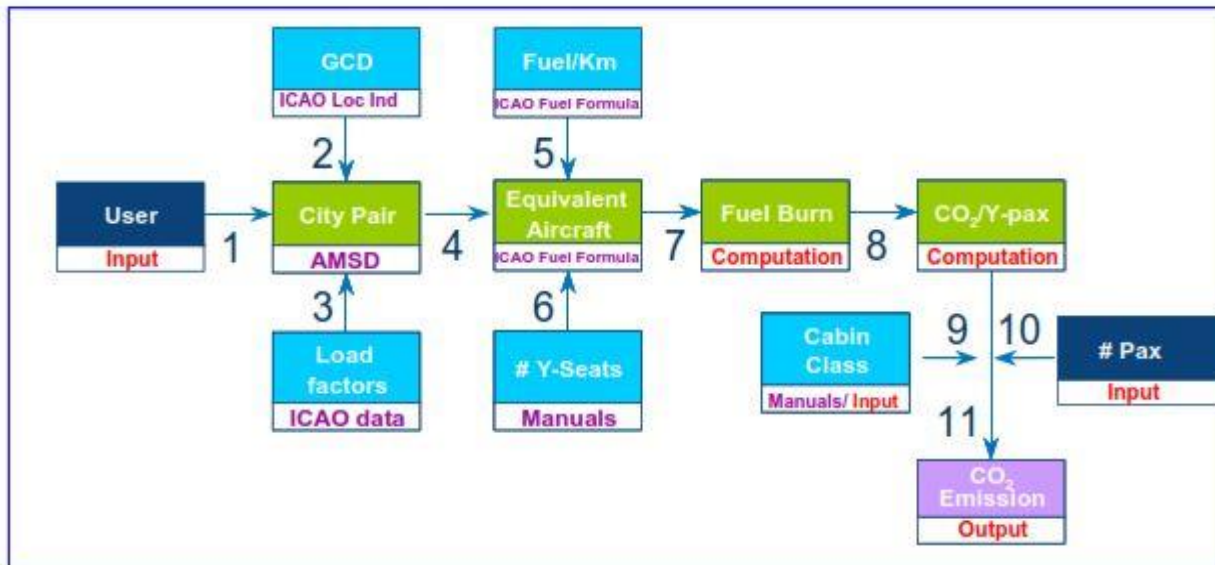 GCD
ICAO Loc Ind
Fuel/Km
ICAO Fuel Formula
2
5
User
Input
1
City Pair
AMSD
4
Equivalent
Aircraft
ICAO Fuel Formula
7
Fuel Burn
Computation
8
CO₂/Y-pax
Computation
3
6
Load
factors
ICAO data
# Y-Seats
Manuals
Cabin
Class
Manuals/ Input
9
10
# Pax
Input
11
CO₂
Emission
Output